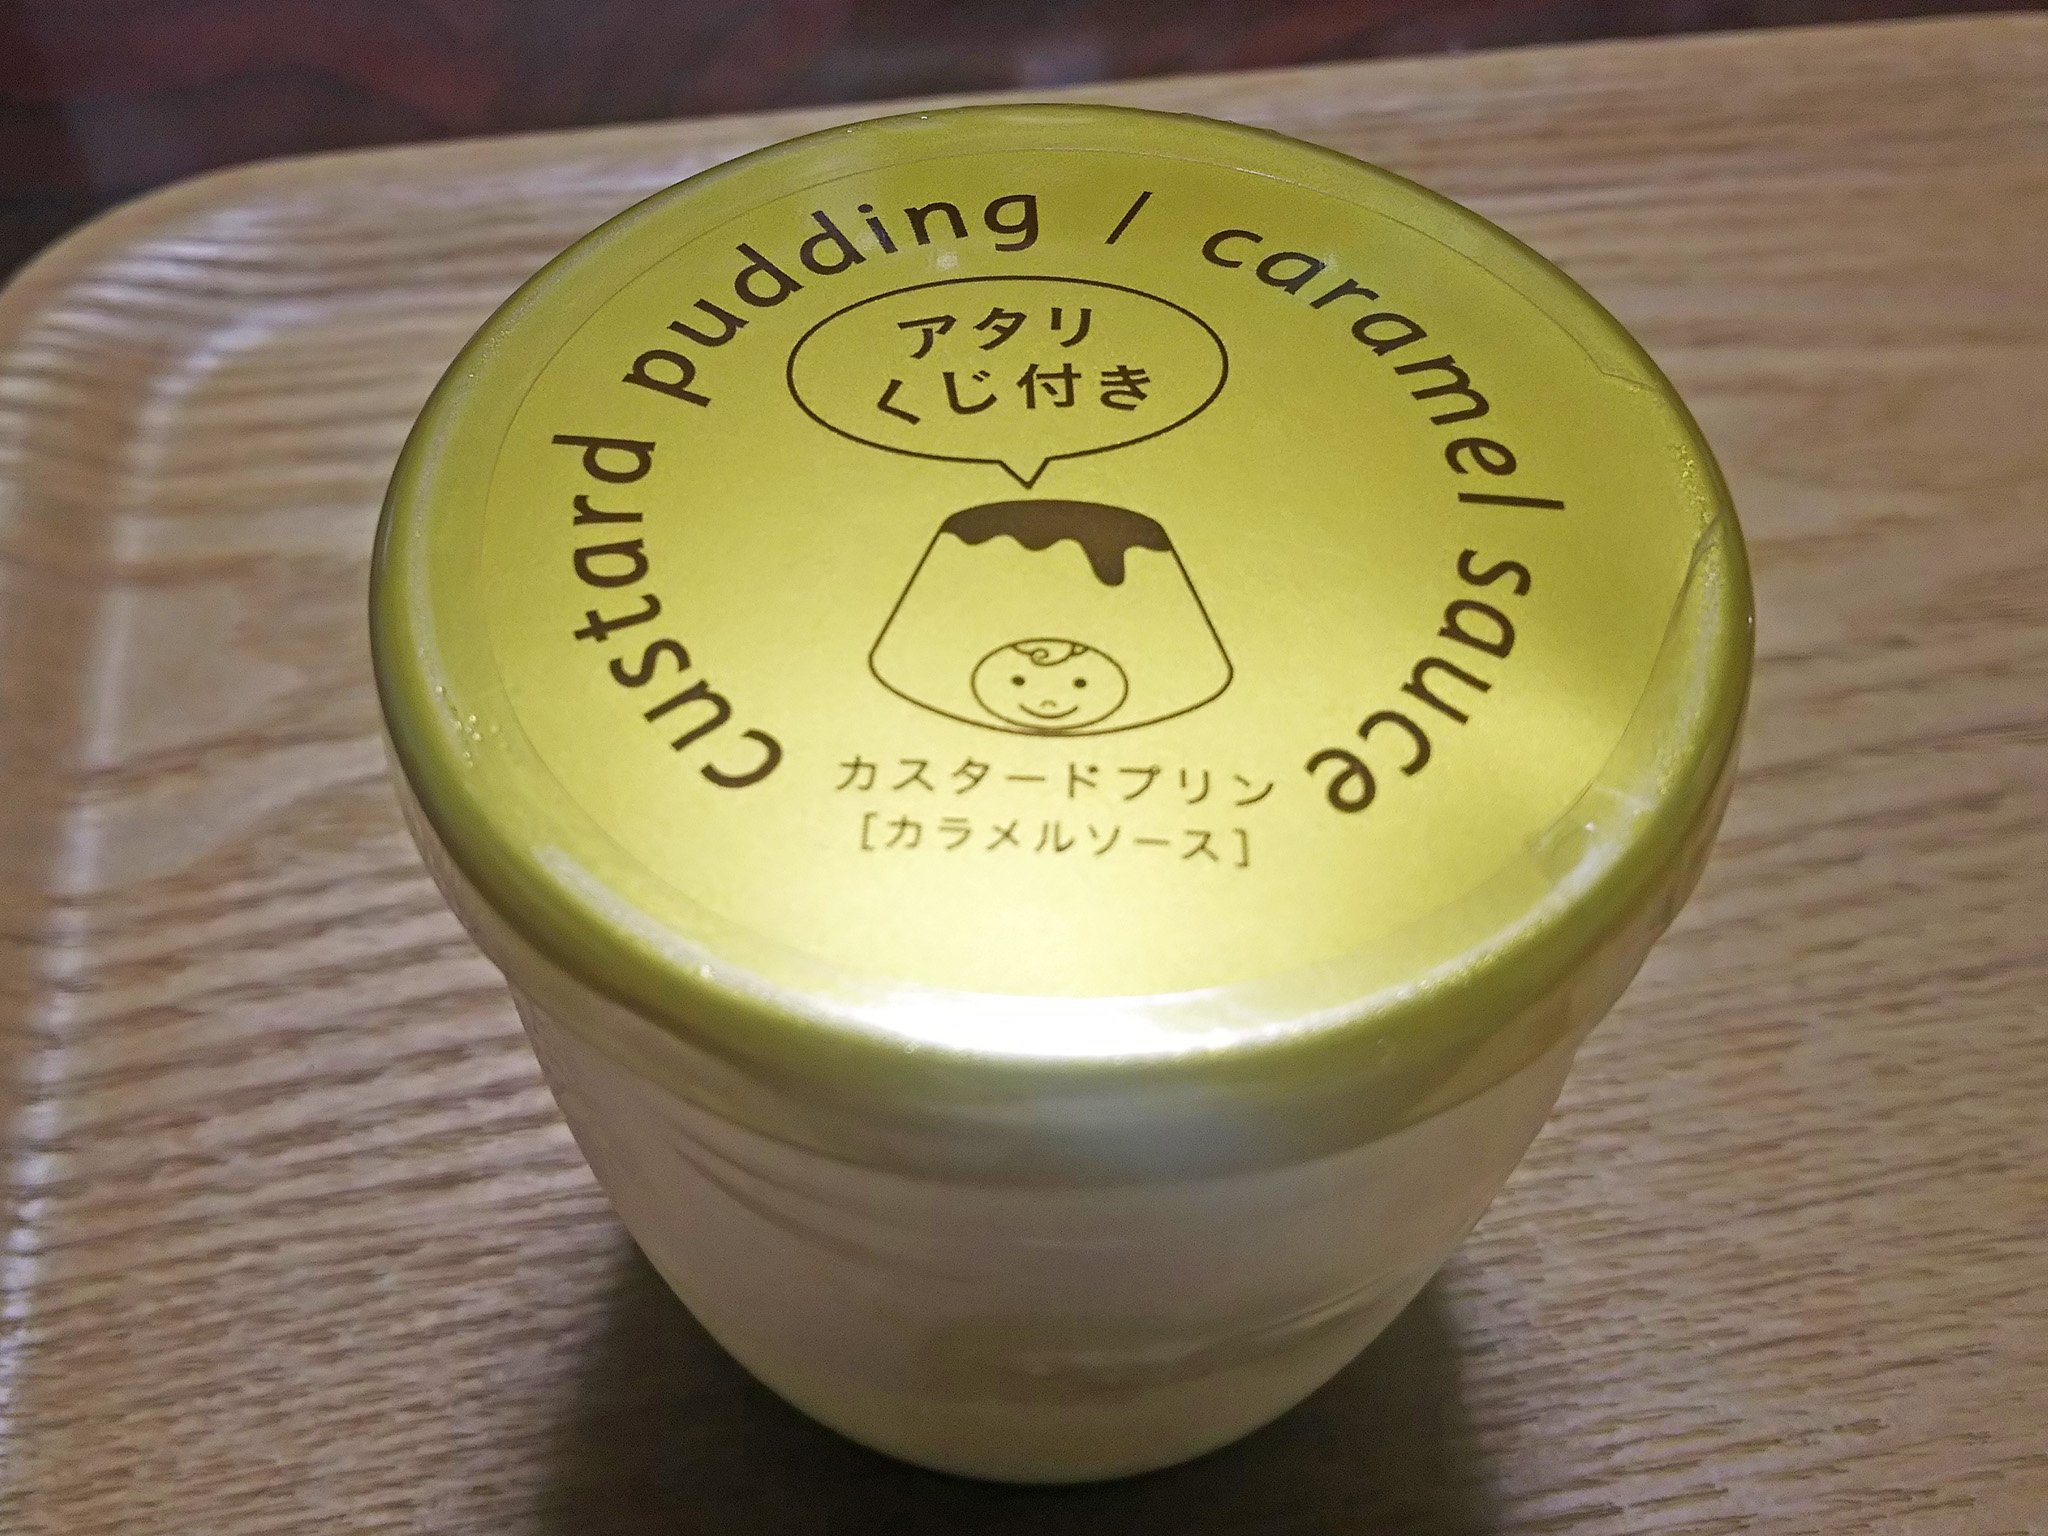 custard pudding / caramel sauce
アタリ
くじ付き
カスタードプリン
[カラメルソース]